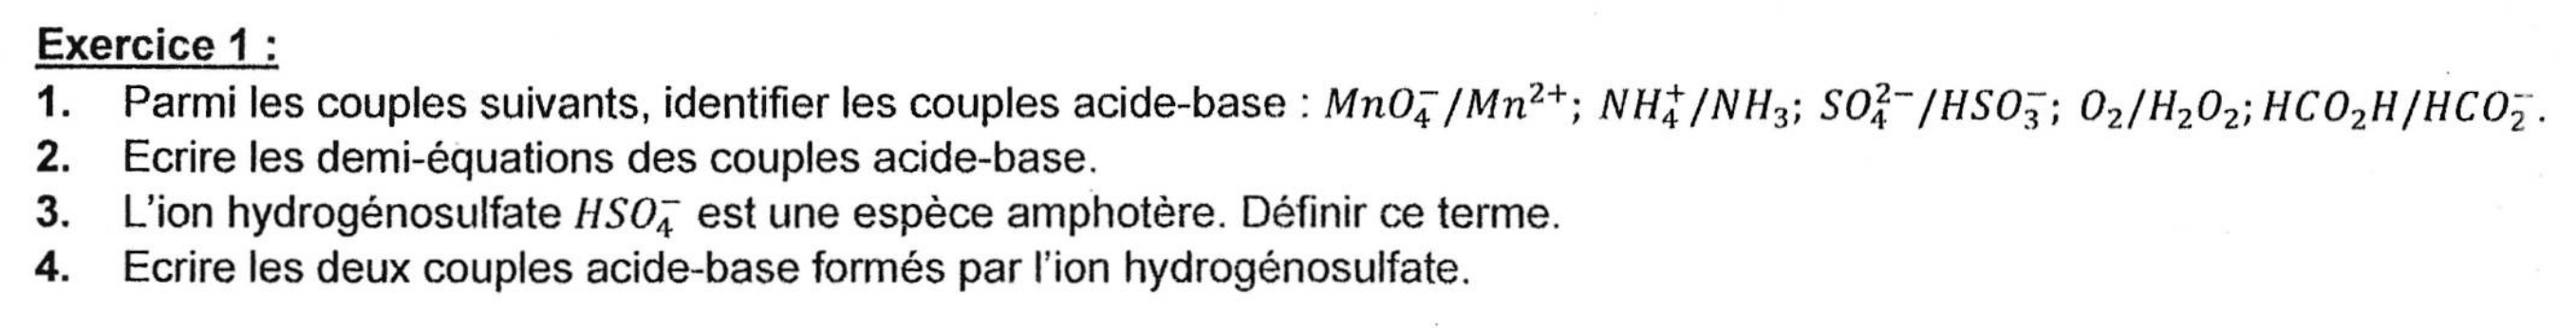 Exercice 1 :
1. Parmi les couples suivants, identifier les couples acide-base : $MnO_4^-/Mn^{2+}$; $NH_4^+/NH_3$; $SO_4^{2-}/HSO_3^-$; $O_2/H_2O_2$; $HCO_2H/HCO_2^-$.
2. Ecrire les demi-équations des couples acide-base.
3. L'ion hydrogénosulfate $HSO_4^-$ est une espèce amphotère. Définir ce terme.
4. Ecrire les deux couples acide-base formés par l'ion hydrogénosulfate.